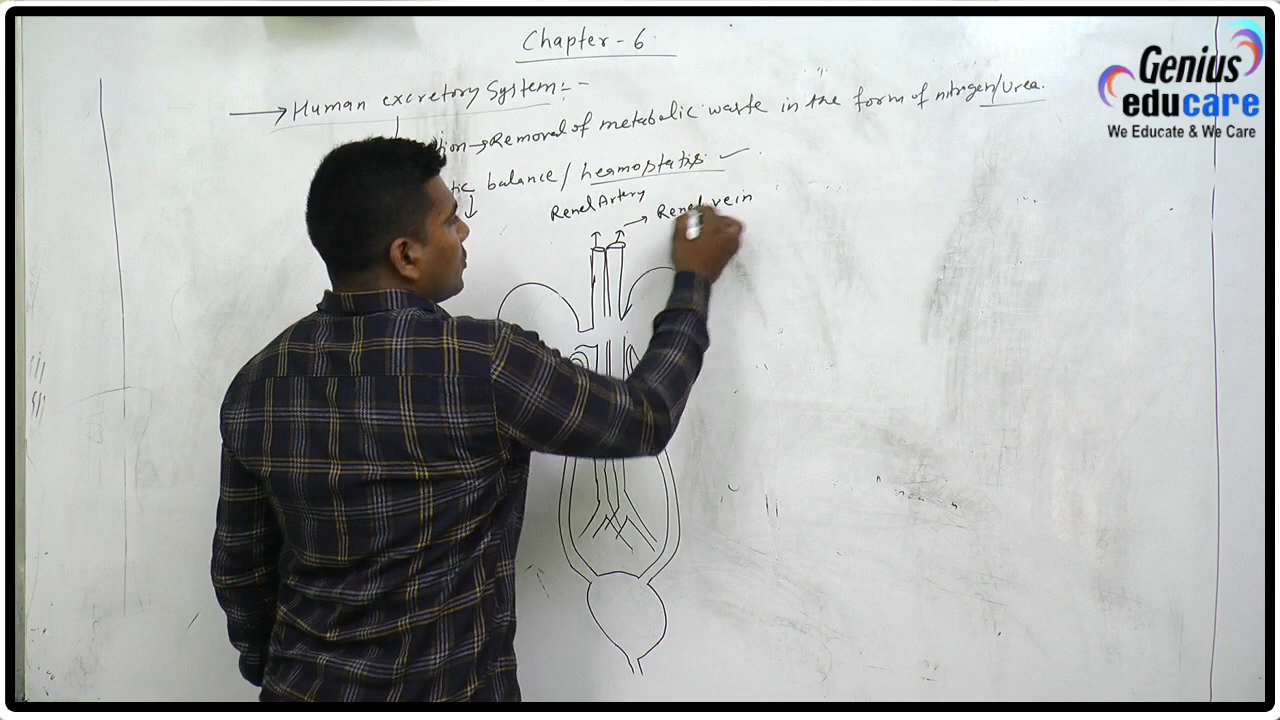 Chapter - 6
Human excretory System :-
Removal of metabolic waste in the form of nitrogen/Urea.
balance / heamostatis
Renel Artery
Renel vein
Genius
educare
We Educate & We Care